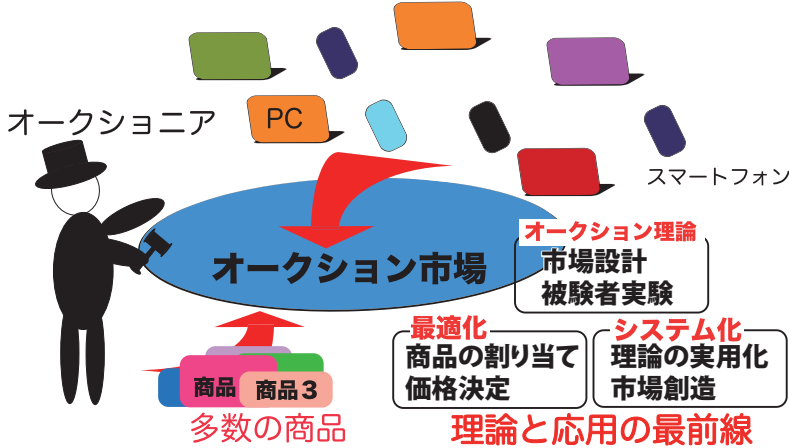 オークショニア
PC
スマートフォン
オークション市場
オークション理論
市場設計
被験者実験
最適化
商品の割り当て
価格決定
システム化
理論の実用化
市場創造
商品
商品3
多数の商品
理論と応用の最前線